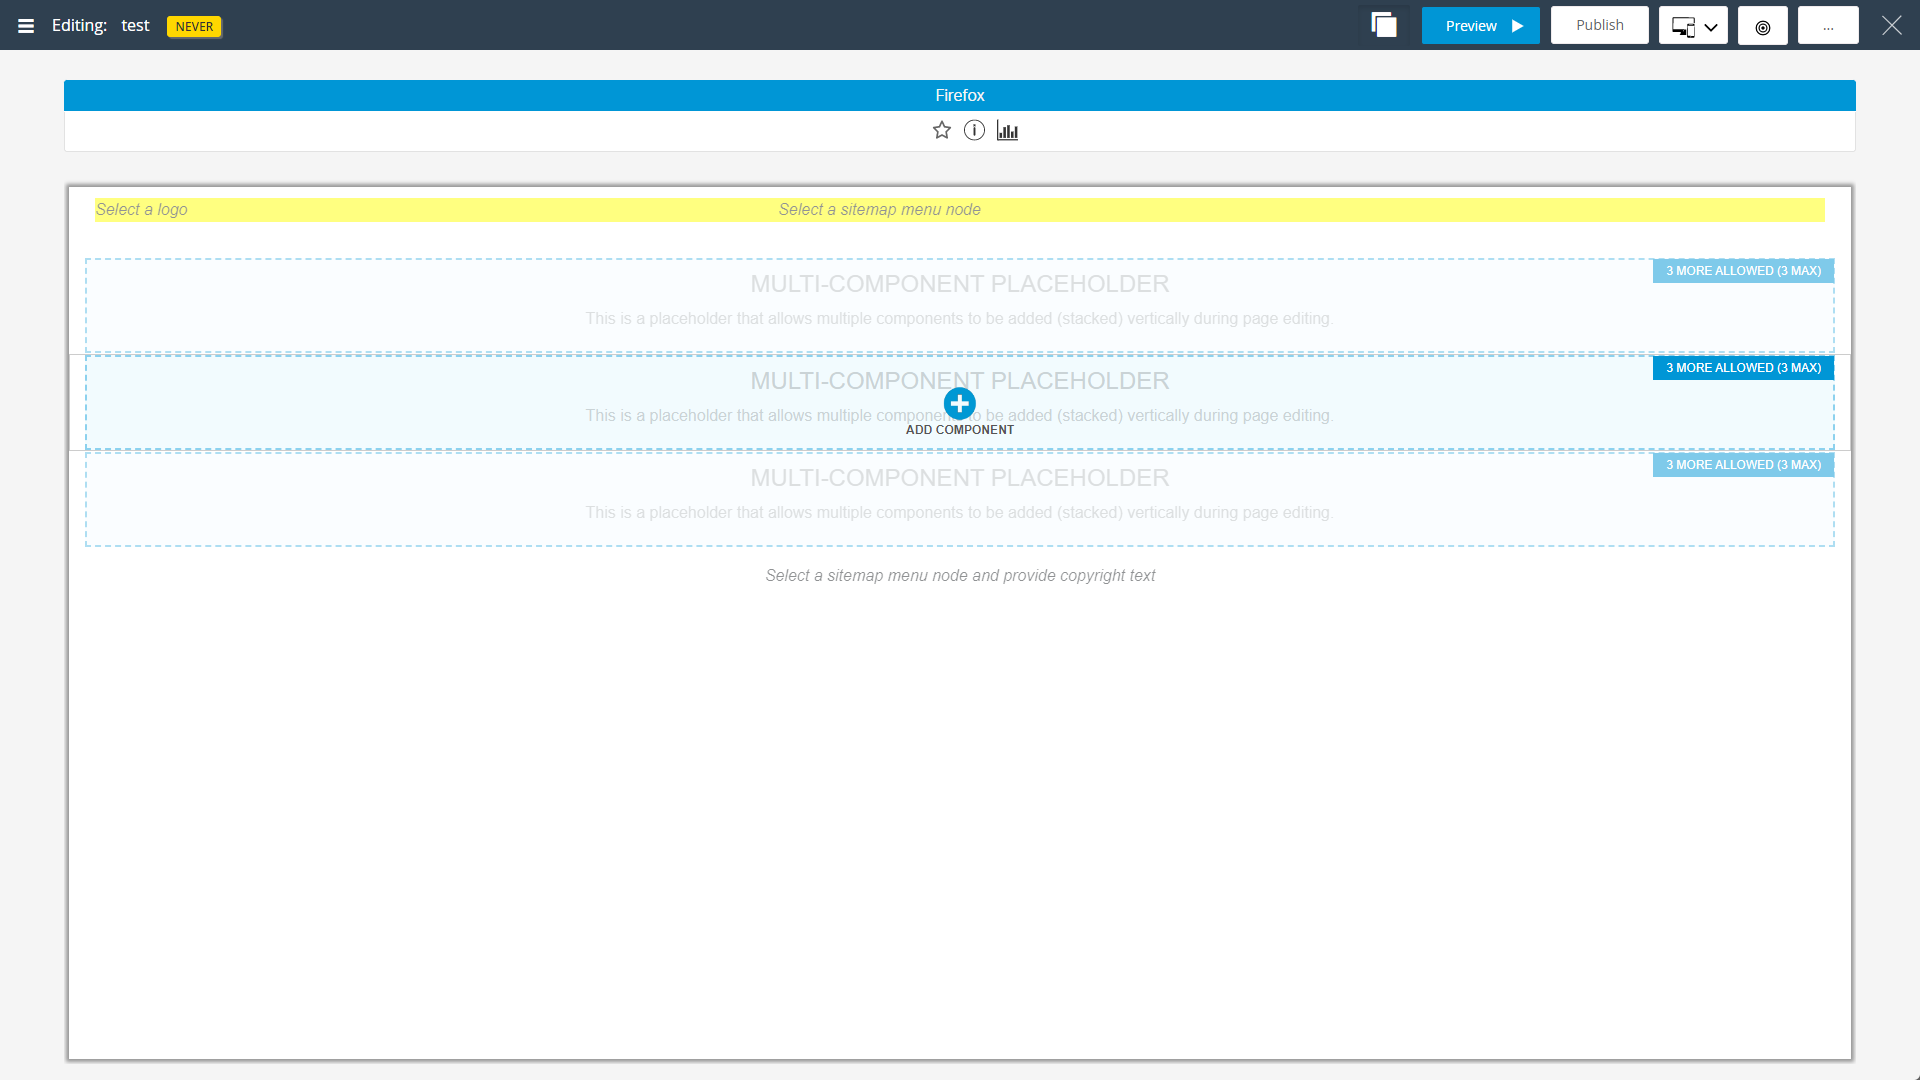 Editing: test NEVER Preview Publish ...
Firefox
Select a logo Select a sitemap menu node
MULTI-COMPONENT PLACEHOLDER 3 MORE ALLOWED (3 MAX)
This is a placeholder that allows multiple components to be added (stacked) vertically during page editing.
MULTI-COMPONENT PLACEHOLDER 3 MORE ALLOWED (3 MAX)
This is a placeholder that allows multiple components to be added (stacked) vertically during page editing.
ADD COMPONENT
MULTI-COMPONENT PLACEHOLDER 3 MORE ALLOWED (3 MAX)
This is a placeholder that allows multiple components to be added (stacked) vertically during page editing.
Select a sitemap menu node and provide copyright text